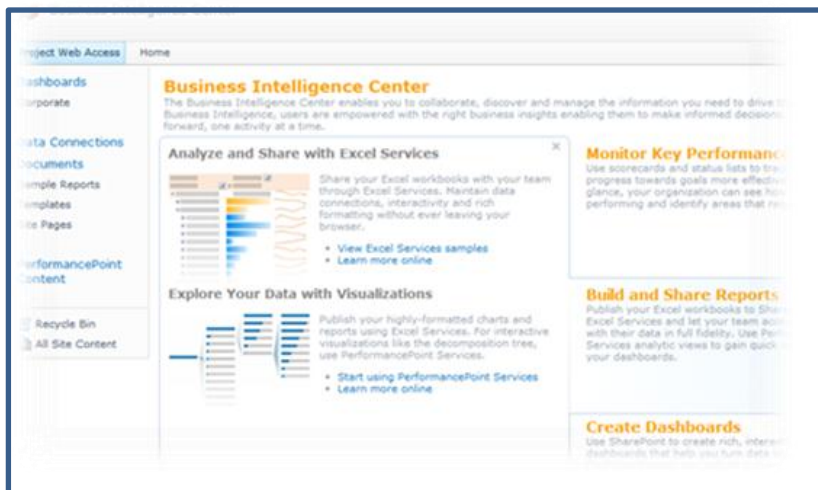 Project Web Access
Home
Dashboards
Corporate
Data Connections
Documents
Sample Reports
Templates
Site Pages
PerformancePoint
Content
Recycle Bin
All Site Content
Business Intelligence Center
The Business Intelligence Center enables you to collaborate, discover and manage the information you need to drive
Business Intelligence, users are empowered with the right business insights enabling them to make informed decisions
forward, one activity at a time.
Analyze and Share with Excel Services
Share your Excel workbooks with your team
through Excel Services. Maintain data
connections, interactivity and rich
formatting without ever leaving your
browser.
• View Excel Services samples
• Learn more online
Explore Your Data with Visualizations
Publish your highly-formatted charts and
reports using Excel Services. For interactive
visualizations like the decomposition tree,
use PerformancePoint Services.
• Start using PerformancePoint Services
• Learn more online
Monitor Key Performanc
Use scorecards and status lists to
progress towards goals more
glance, your organization can see
performing and identify areas that
Build and Share Reports
Publish your Excel workbooks to
Excel Services and let your team
with their data in full fidelity. Use
Services analytic views to gain quick
your dashboards.
Create Dashboards
Use SharePoint to create rich,
dashboards that help you turn data